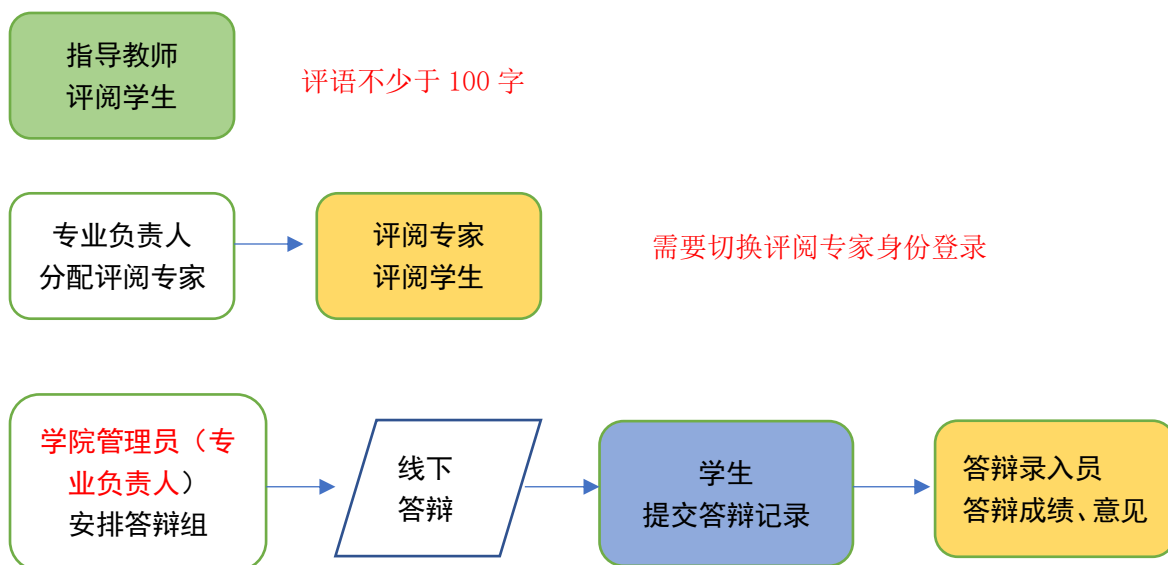 指导教师
评阅学生
评语不少于 100 字
专业负责人
分配评阅专家
评阅专家
评阅学生
需要切换评阅专家身份登录
学院管理员（专
业负责人）
安排答辩组
线下
答辩
学生
提交答辩记录
答辩录入员
答辩成绩、意见